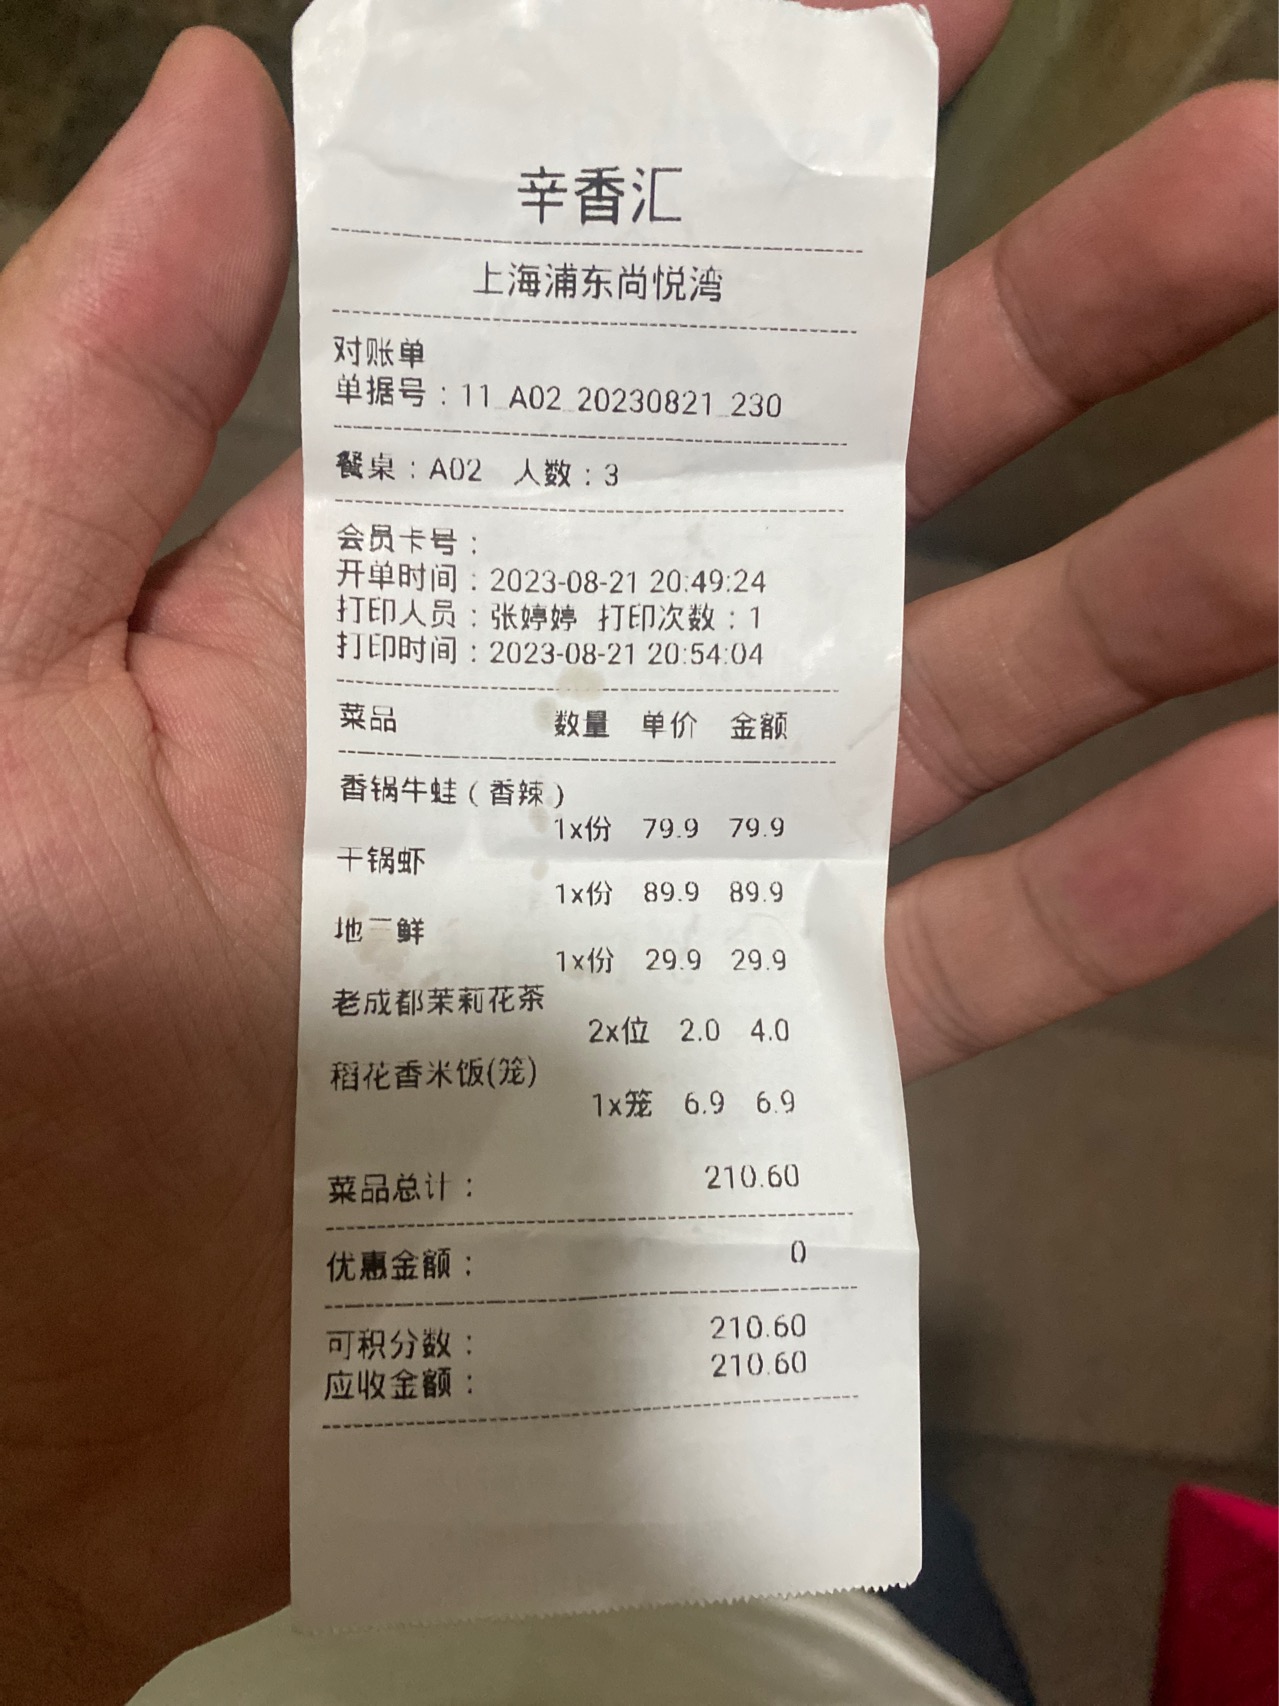 辛香汇
上海浦东尚悦湾
对账单
单据号：11_A02_20230821_230
餐桌：A02 人数：3
会员卡号：
开单时间：2023-08-21 20:49:24
打印人员：张婷婷 打印次数：1
打印时间：2023-08-21 20:54:04
菜品 数量 单价 金额
香锅牛蛙（香辣）
1x份 79.9 79.9
干锅虾
1x份 89.9 89.9
地三鲜
1x份 29.9 29.9
老成都茉莉花茶
2x位 2.0 4.0
稻花香米饭(笼)
1x笼 6.9 6.9
菜品总计： 210.60
优惠金额： 0
可积分数： 210.60
应收金额： 210.60